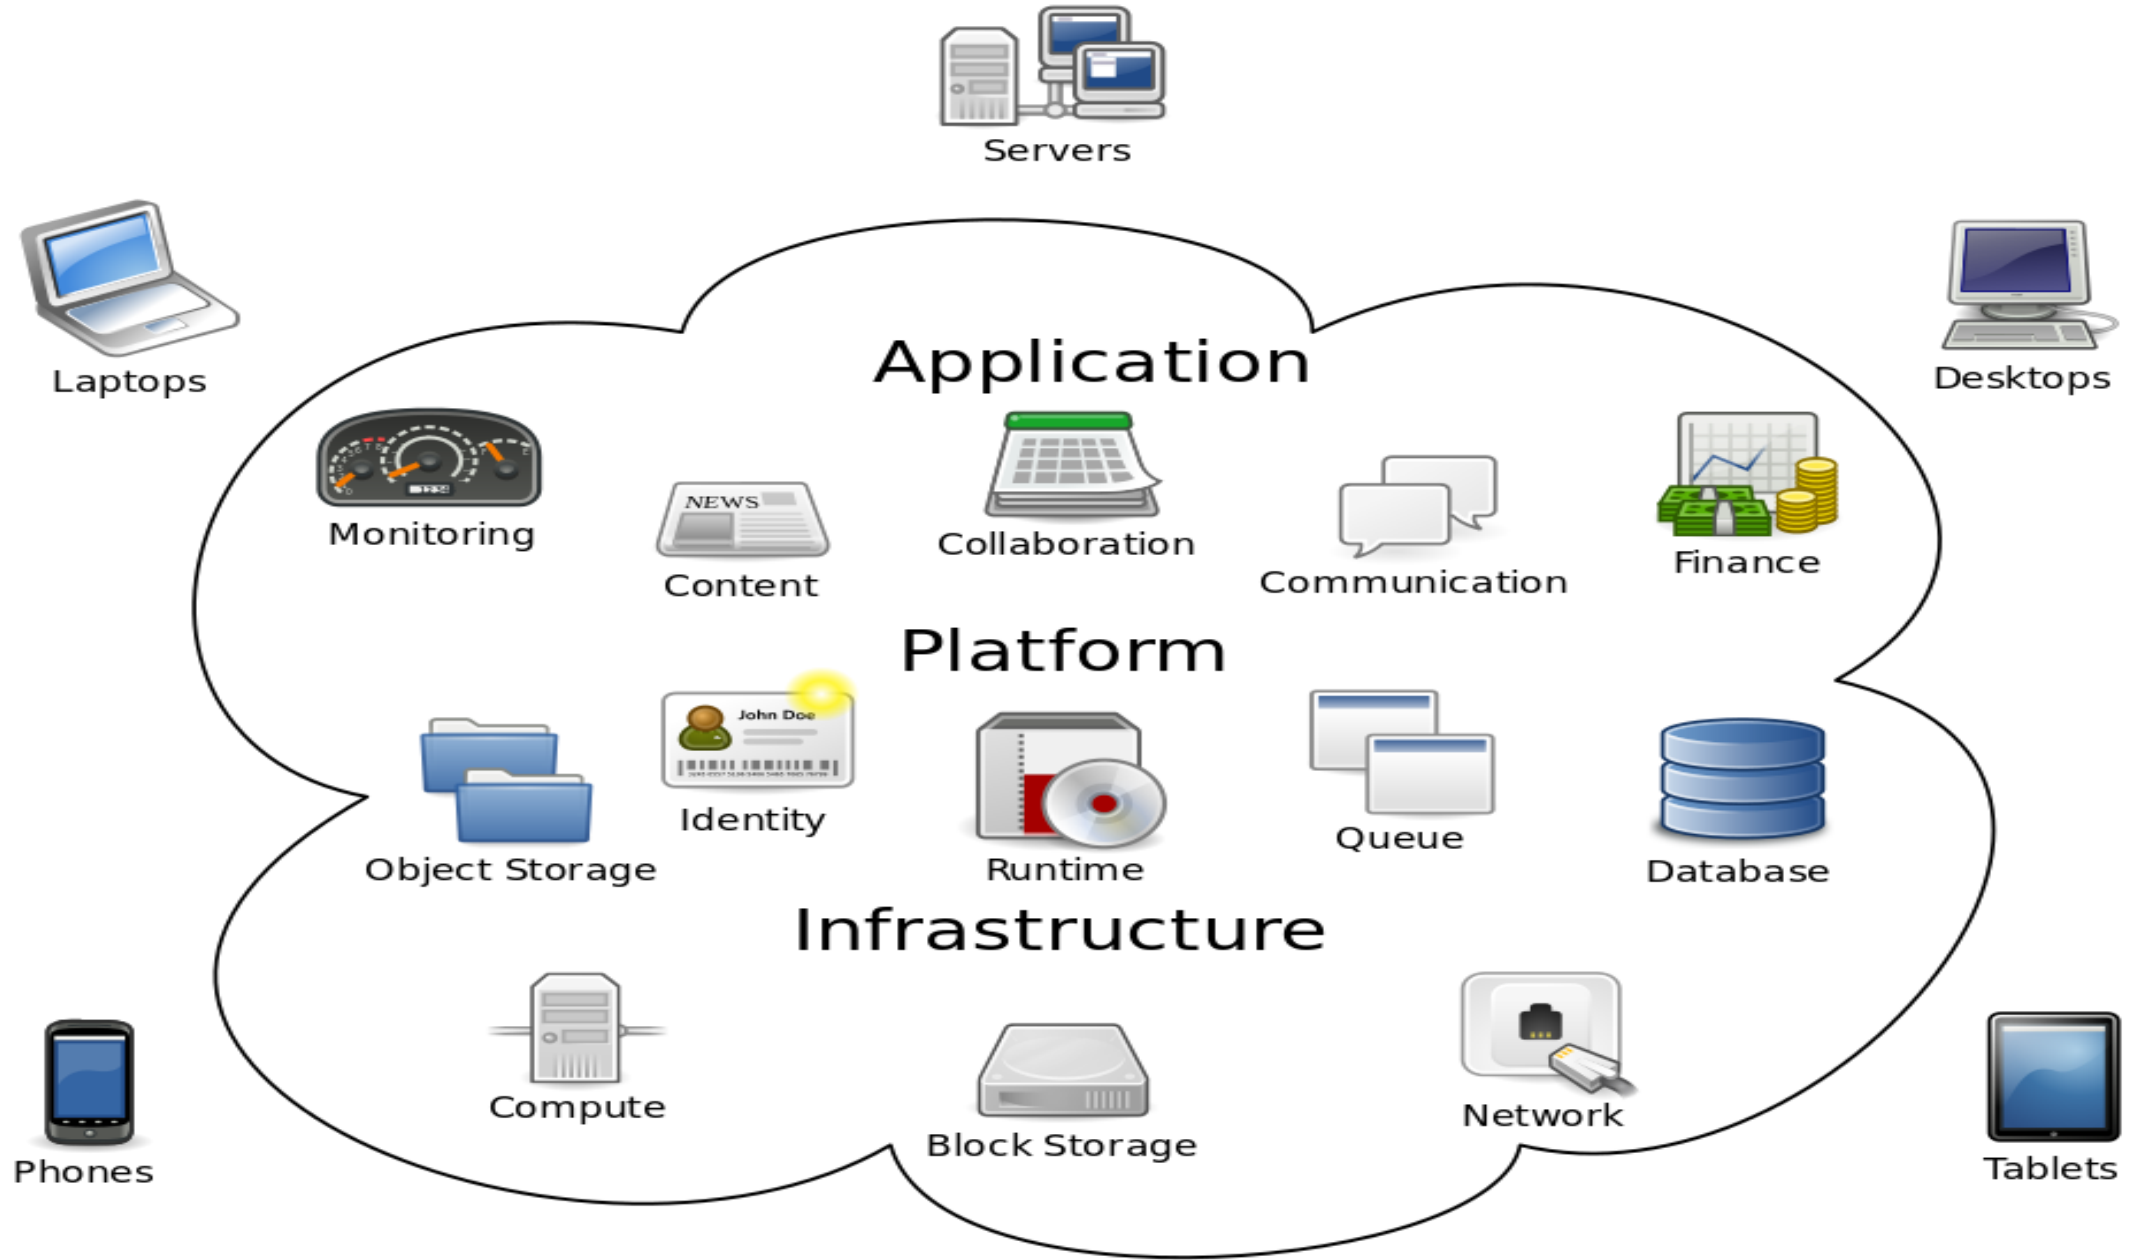 Servers
Laptops
Desktops
Application
Monitoring
NEWS
Content
Collaboration
Communication
Finance
Platform
Object Storage
John Doe
Identity
Runtime
Queue
Database
Infrastructure
Compute
Block Storage
Network
Phones
Tablets